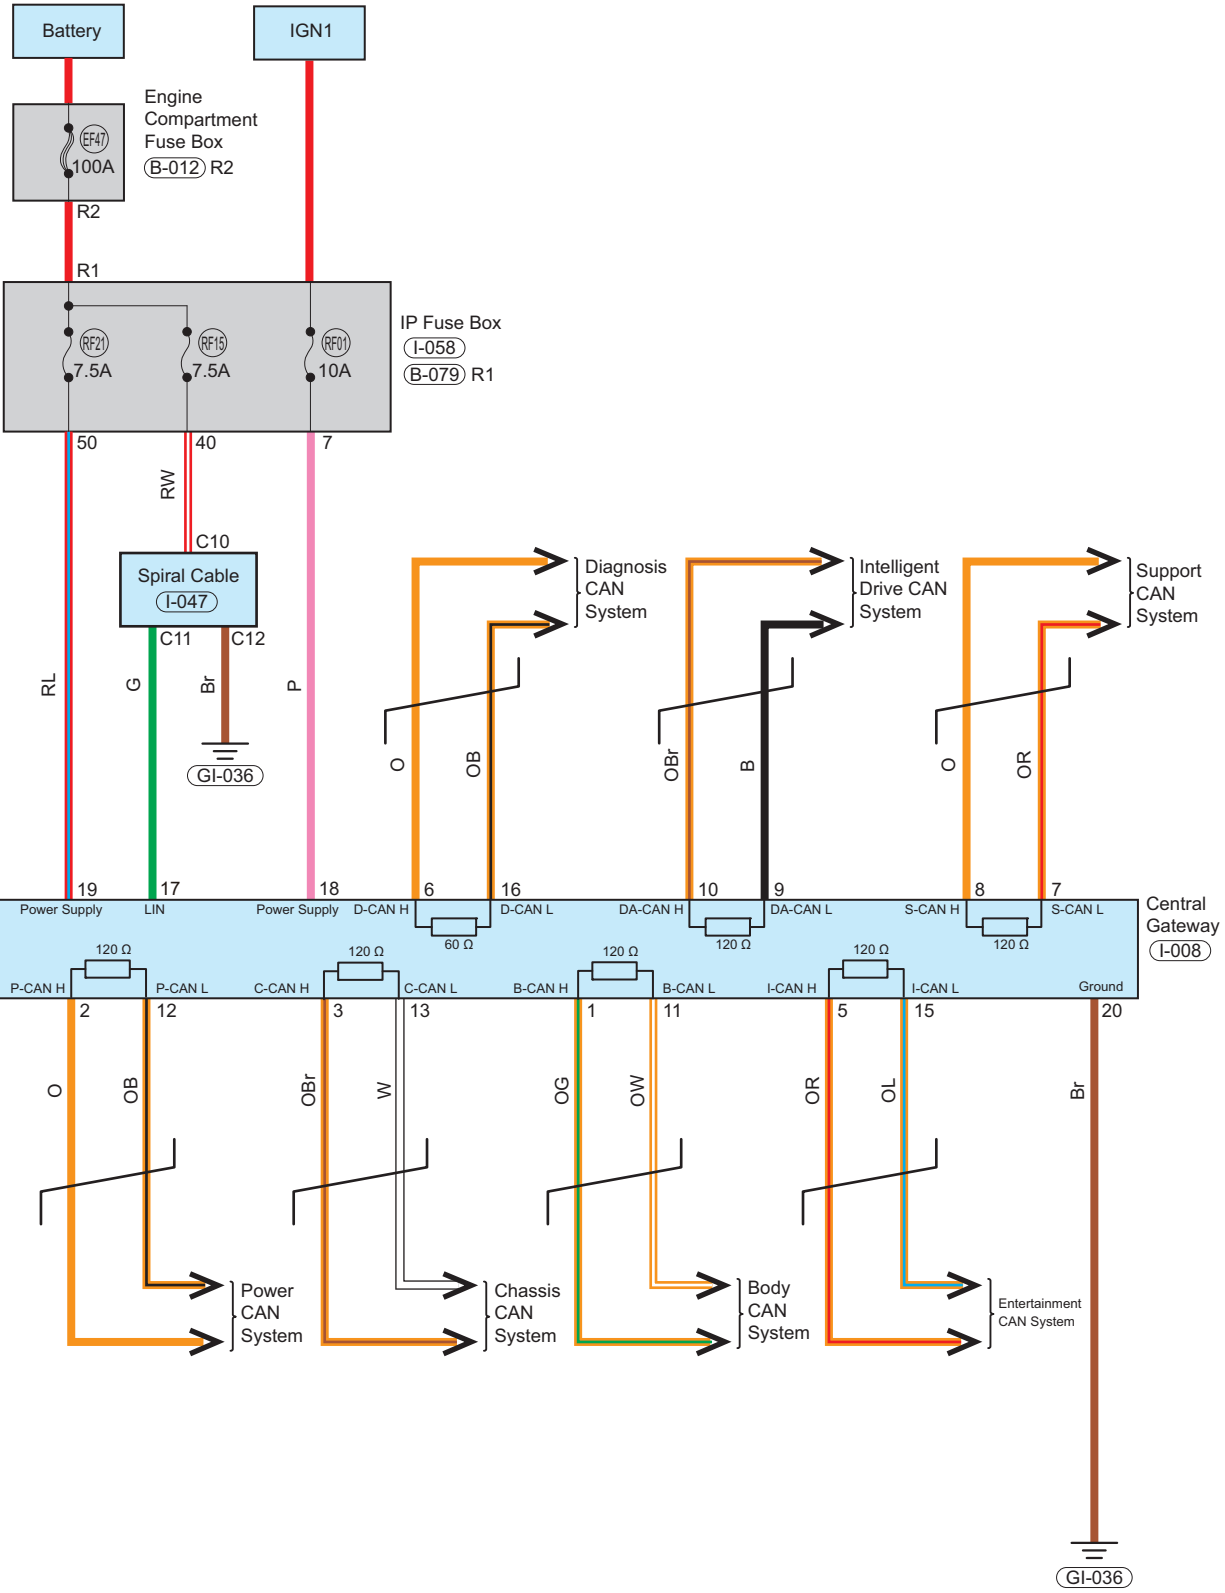 Battery
IGN1
Engine
Compartment
Fuse Box
B-012 R2
EF47
100A
R2
R1
IP Fuse Box
I-058
B-079 R1
RF21
7.5A
RF15
7.5A
RF01
10A
50
40
7
RW
C10
Spiral Cable
I-047
C11
C12
RL
G
Br
P
GI-036
Diagnosis
CAN
System
Intelligent
Drive CAN
System
Support
CAN
System
O
OB
OBr
B
O
OR
19
17
18
6
16
10
9
8
7
Power Supply
LIN
Power Supply
D-CAN H
D-CAN L
DA-CAN H
DA-CAN L
S-CAN H
S-CAN L
60 Ω
120 Ω
120 Ω
Central
Gateway
I-008
120 Ω
120 Ω
120 Ω
120 Ω
P-CAN H
P-CAN L
C-CAN H
C-CAN L
B-CAN H
B-CAN L
I-CAN H
I-CAN L
Ground
2
12
3
13
1
11
5
15
20
O
OB
OBr
W
OG
OW
OR
OL
Br
Power
CAN
System
Chassis
CAN
System
Body
CAN
System
Entertainment
CAN System
GI-036